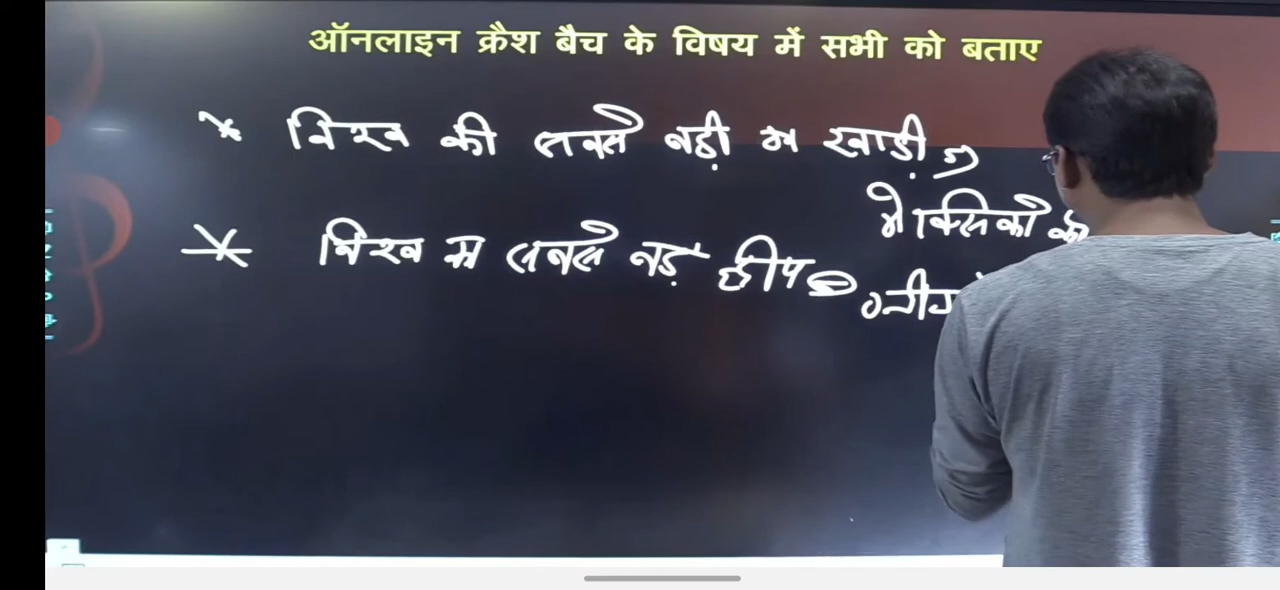 ऑनलाइन क्रैश बैच के विषय में सभी को बताए
* विश्व की सबसे बड़ी खाड़ी
मेक्सिको की
* विश्व का सबसे बड़ा द्वीप